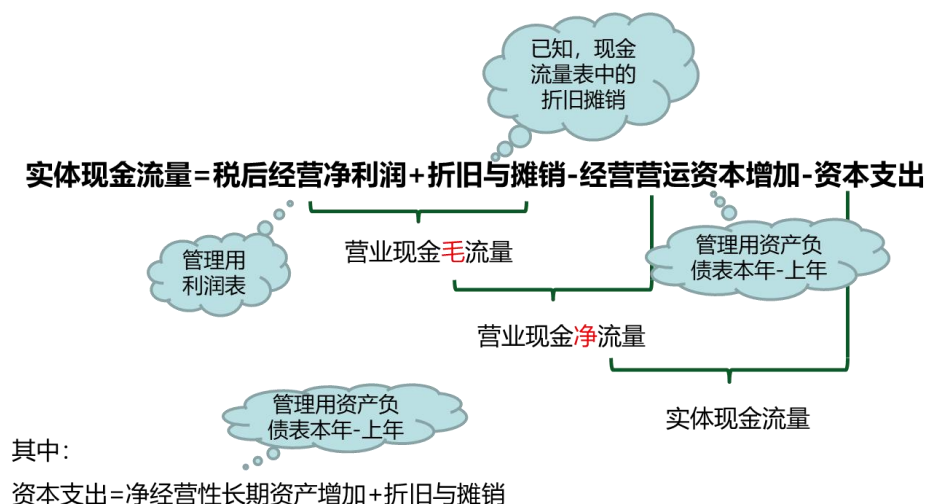 已知，现金
流量表中的
折旧摊销
实体现金流量=税后经营净利润+折旧与摊销-经营营运资本增加-资本支出
管理用
利润表
营业现金毛流量
管理用资产负
债表本年-上年
营业现金净流量
实体现金流量
管理用资产负
债表本年-上年
其中：
资本支出=净经营性长期资产增加+折旧与摊销